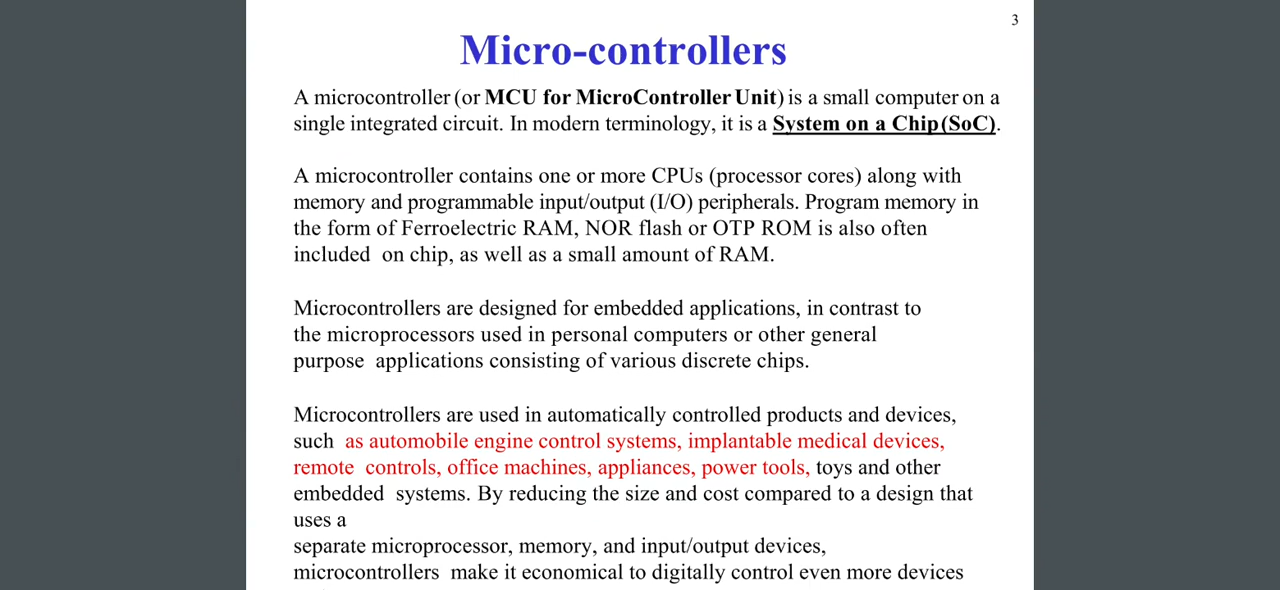 3
Micro-controllers
A microcontroller (or MCU for MicroController Unit) is a small computer on a
single integrated circuit. In modern terminology, it is a System on a Chip (SoC).
A microcontroller contains one or more CPUs (processor cores) along with
memory and programmable input/output (I/O) peripherals. Program memory in
the form of Ferroelectric RAM, NOR flash or OTP ROM is also often
included on chip, as well as a small amount of RAM.
Microcontrollers are designed for embedded applications, in contrast to
the microprocessors used in personal computers or other general
purpose applications consisting of various discrete chips.
Microcontrollers are used in automatically controlled products and devices,
such as automobile engine control systems, implantable medical devices,
remote controls, office machines, appliances, power tools, toys and other
embedded systems. By reducing the size and cost compared to a design that
uses a
separate microprocessor, memory, and input/output devices,
microcontrollers make it economical to digitally control even more devices